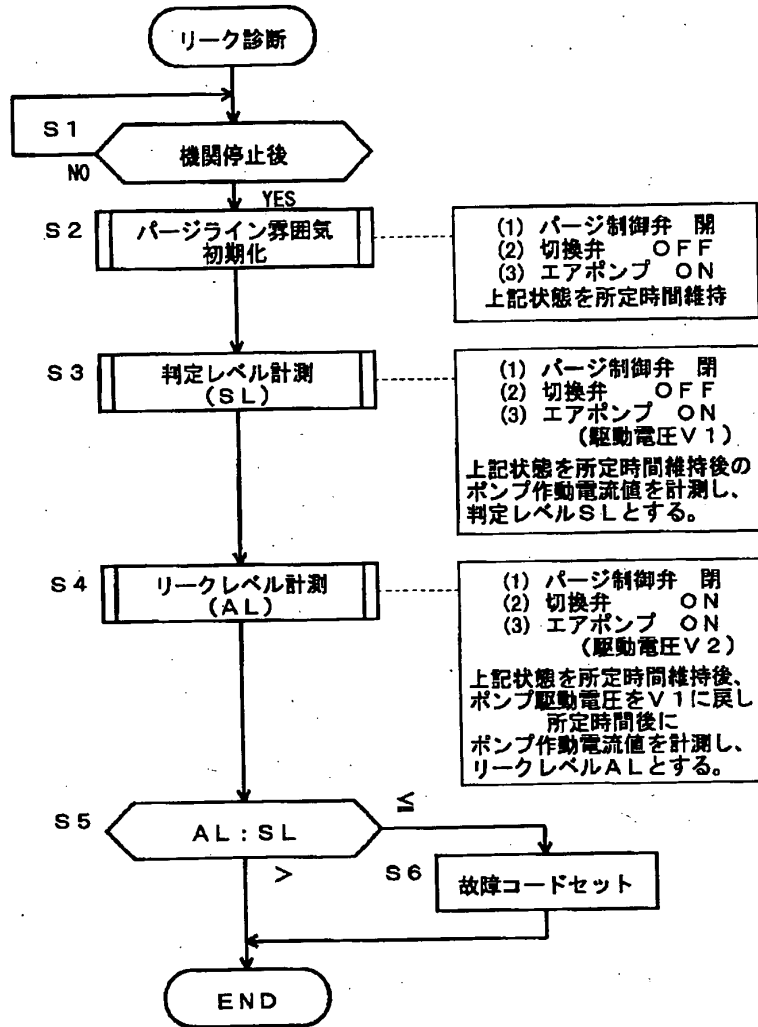 リーク診断
S1
機関停止後
NO
YES
S2
パージライン雰囲気
初期化
(1) パージ制御弁 開
(2) 切換弁 OFF
(3) エアポンプ ON
上記状態を所定時間維持
S3
判定レベル計測
(SL)
(1) パージ制御弁 閉
(2) 切換弁 OFF
(3) エアポンプ ON
(駆動電圧V1)
上記状態を所定時間維持後の
ポンプ作動電流値を計測し、
判定レベルSLとする。
S4
リークレベル計測
(AL)
(1) パージ制御弁 閉
(2) 切換弁 ON
(3) エアポンプ ON
(駆動電圧V2)
上記状態を所定時間維持後、
ポンプ駆動電圧をV1に戻し
所定時間後に
ポンプ作動電流値を計測し、
リークレベルALとする。
S5
AL:SL
≦
>
S6
故障コードセット
END